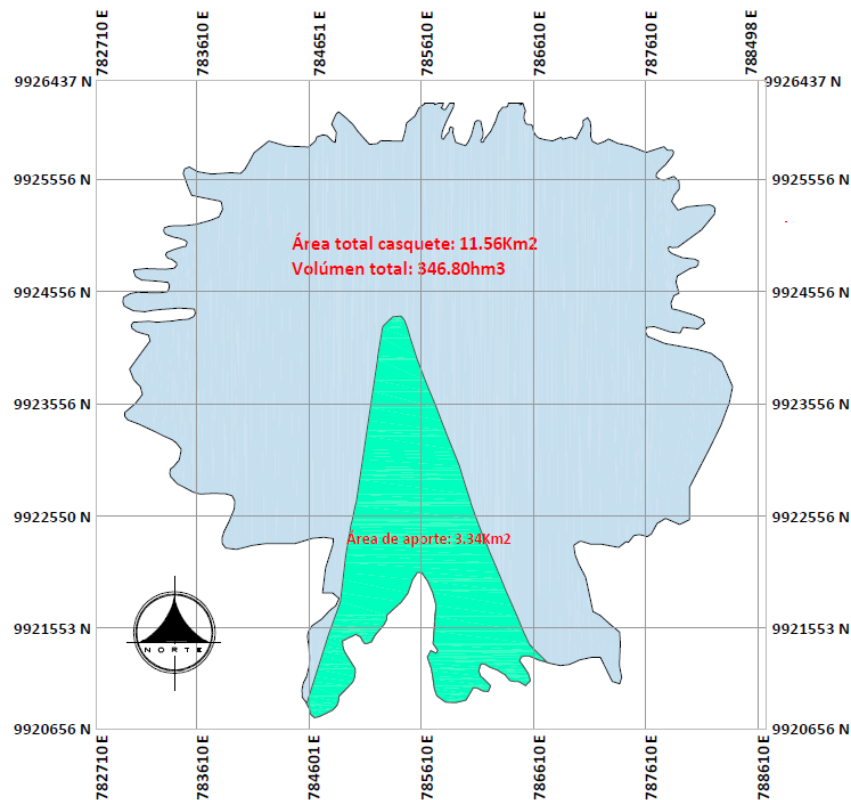 782710 E
783610 E
784651 E
785610 E
786610 E
787610 E
788498 E
9926437 N
9926437 N
9925556 N
9925556 N
Área total casquete: 11.56Km2
Volúmen total: 346.80hm3
9924556 N
9924556 N
9923556 N
9923556 N
9922550 N
9922556 N
Área de aporte: 3.34Km2
9921553 N
9921553 N
NORTE
9920656 N
9920656 N
782710 E
783610 E
784601 E
785610 E
786610 E
787610 E
788610 E